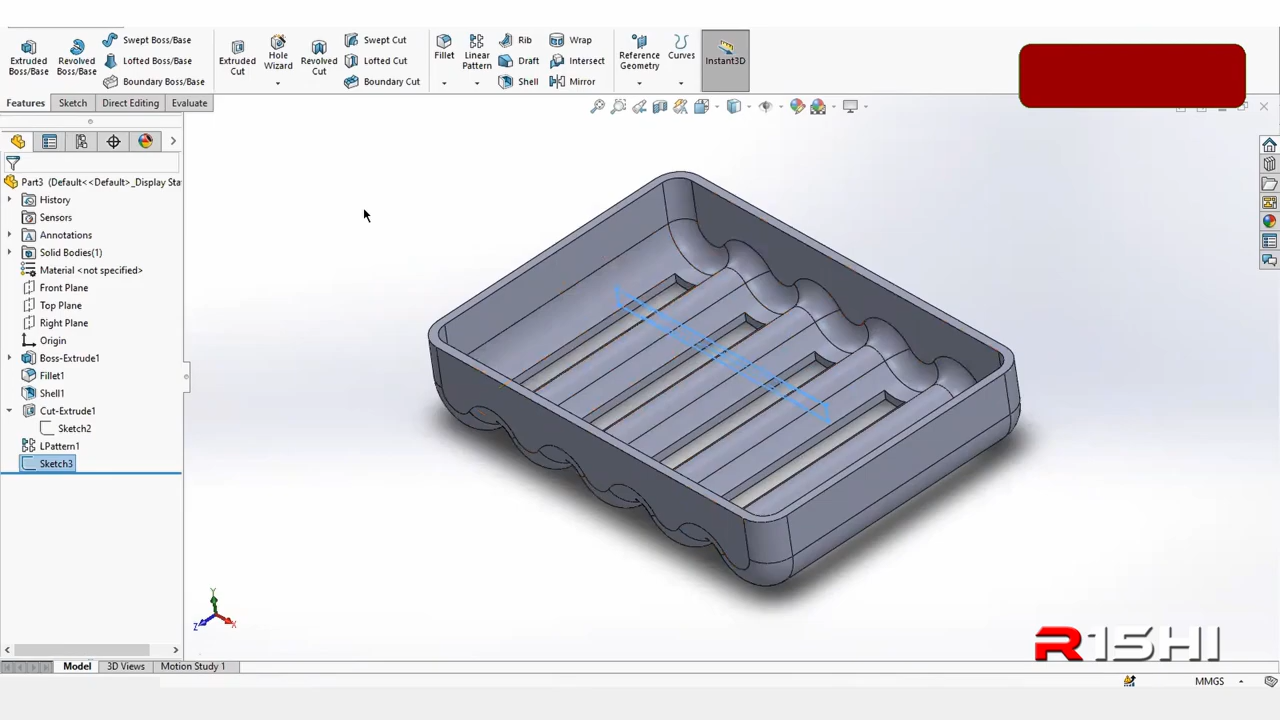 Extruded Boss/Base
Revolved Boss/Base
Swept Boss/Base
Lofted Boss/Base
Boundary Boss/Base
Extruded Cut
Hole Wizard
Revolved Cut
Swept Cut
Lofted Cut
Boundary Cut
Fillet
Linear Pattern
Rib
Draft
Shell
Wrap
Intersect
Mirror
Reference Geometry
Curves
Instant3D
Features
Sketch
Direct Editing
Evaluate
Part3 (Default<<Default>_Display Sta
History
Sensors
Annotations
Solid Bodies(1)
Material <not specified>
Front Plane
Top Plane
Right Plane
Origin
Boss-Extrude1
Fillet1
Shell1
Cut-Extrude1
Sketch2
LPattern1
Sketch3
Y
Z
X
R1SHI
Model
3D Views
Motion Study 1
MMGS